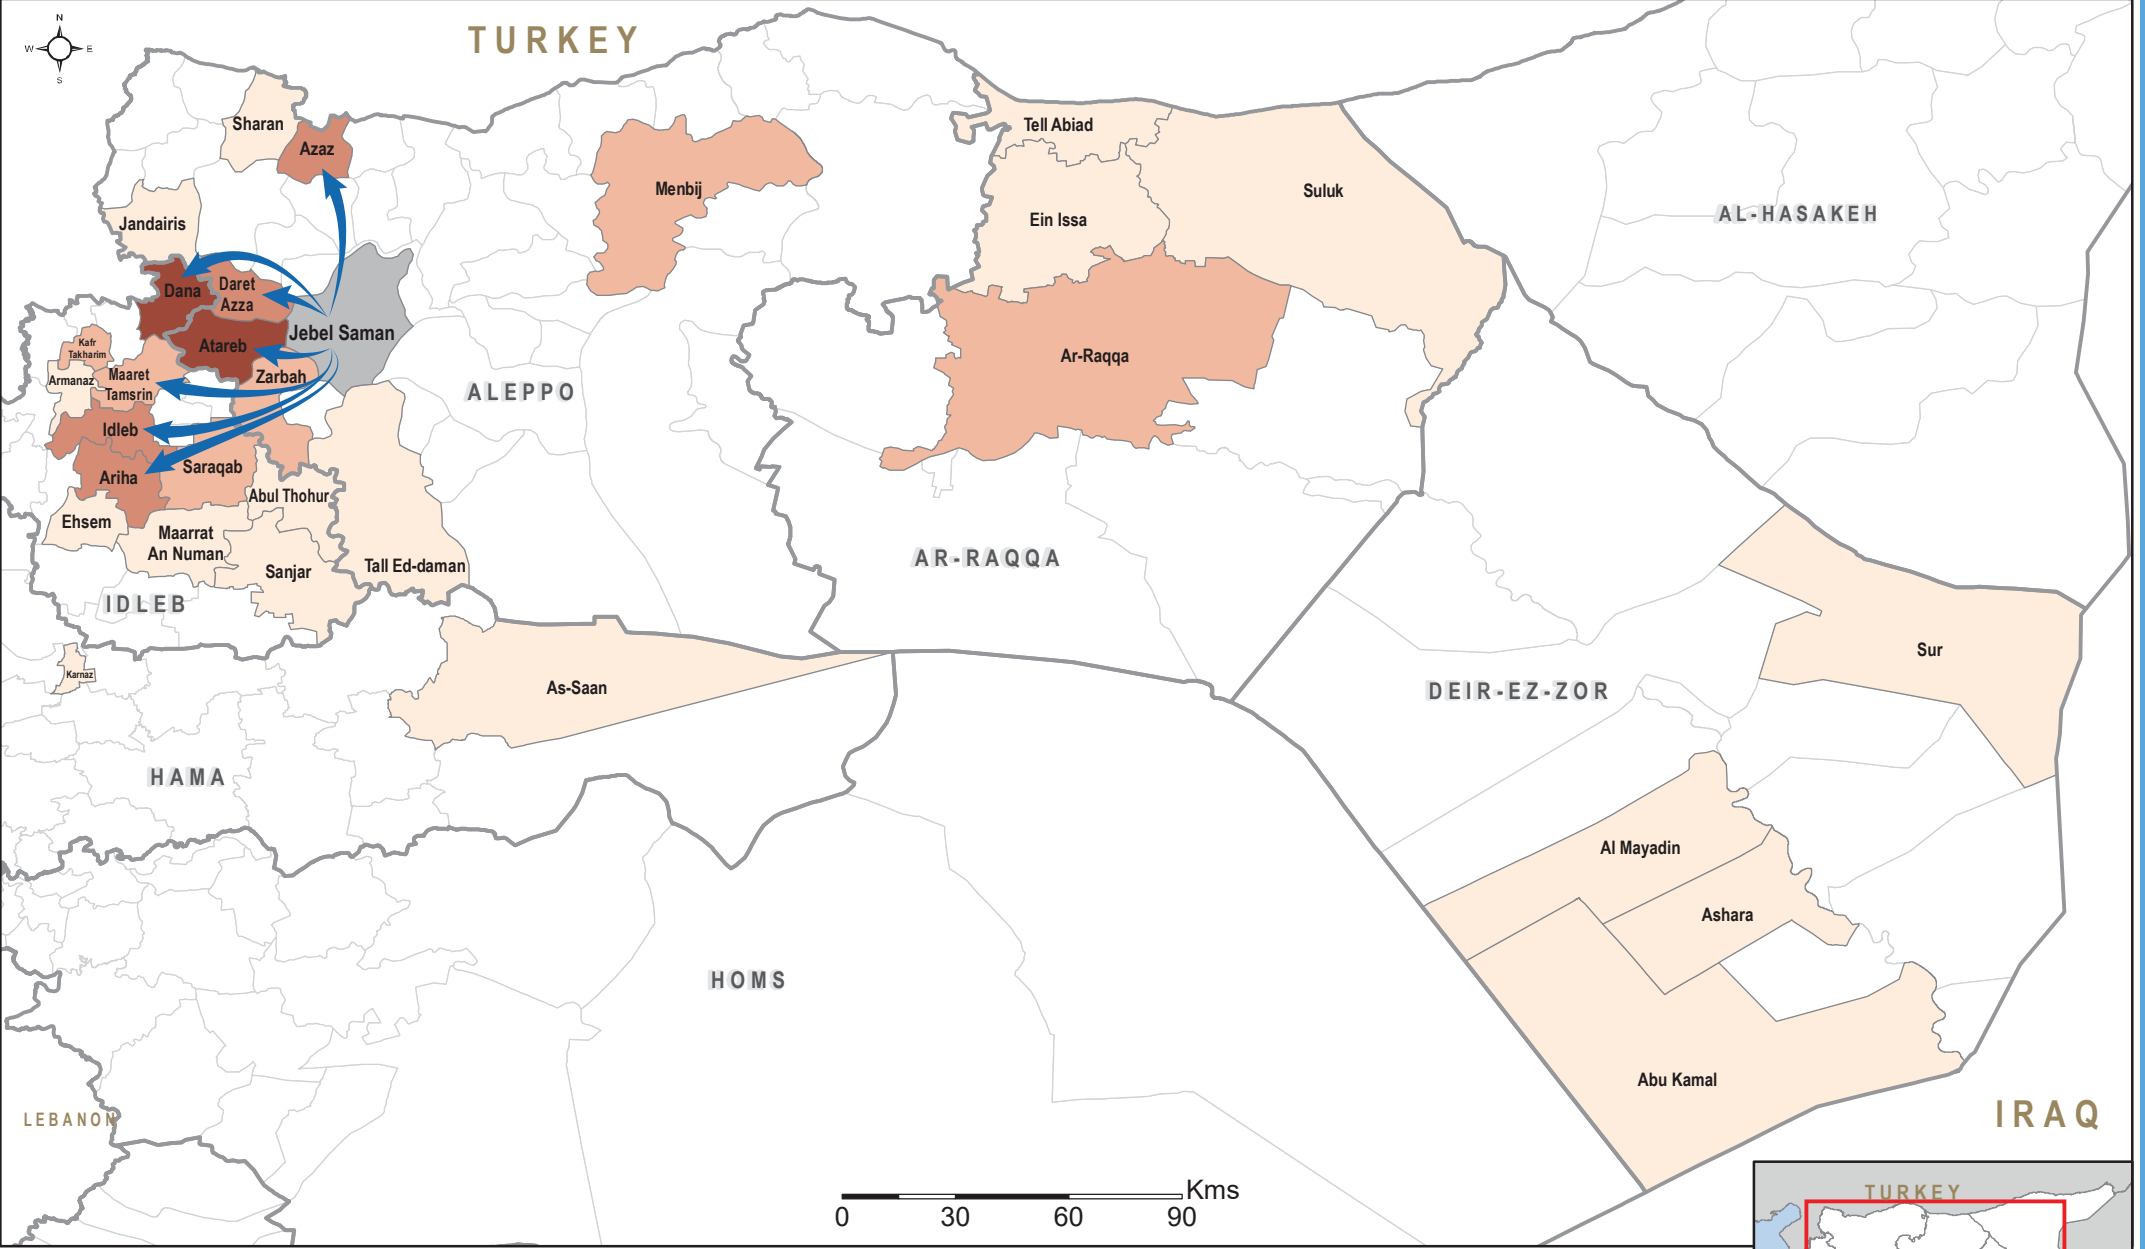 N
W
E
S
TURKEY
Sharan
Azaz
Tell Abiad
Menbij
Suluk
Jandairis
Ein Issa
AL-HASAKEH
Dana
Daret
Azza
Jebel Saman
Atareb
Kafr
Takharim
Ar-Raqqa
Armanaz
Maaret
Tamsrin
Zarbah
ALEPPO
Idleb
Saraqab
Ariha
Abul Thohur
Ehsem
Maarrat
An Numan
AR-RAQQA
Sanjar
Tall Ed-daman
IDLEB
Sur
Karnaz
As-Saan
DEIR-EZ-ZOR
HAMA
Al Mayadin
Ashara
HOMS
Abu Kamal
LEBANON
IRAQ
Kms
0 30 60 90
TURKEY